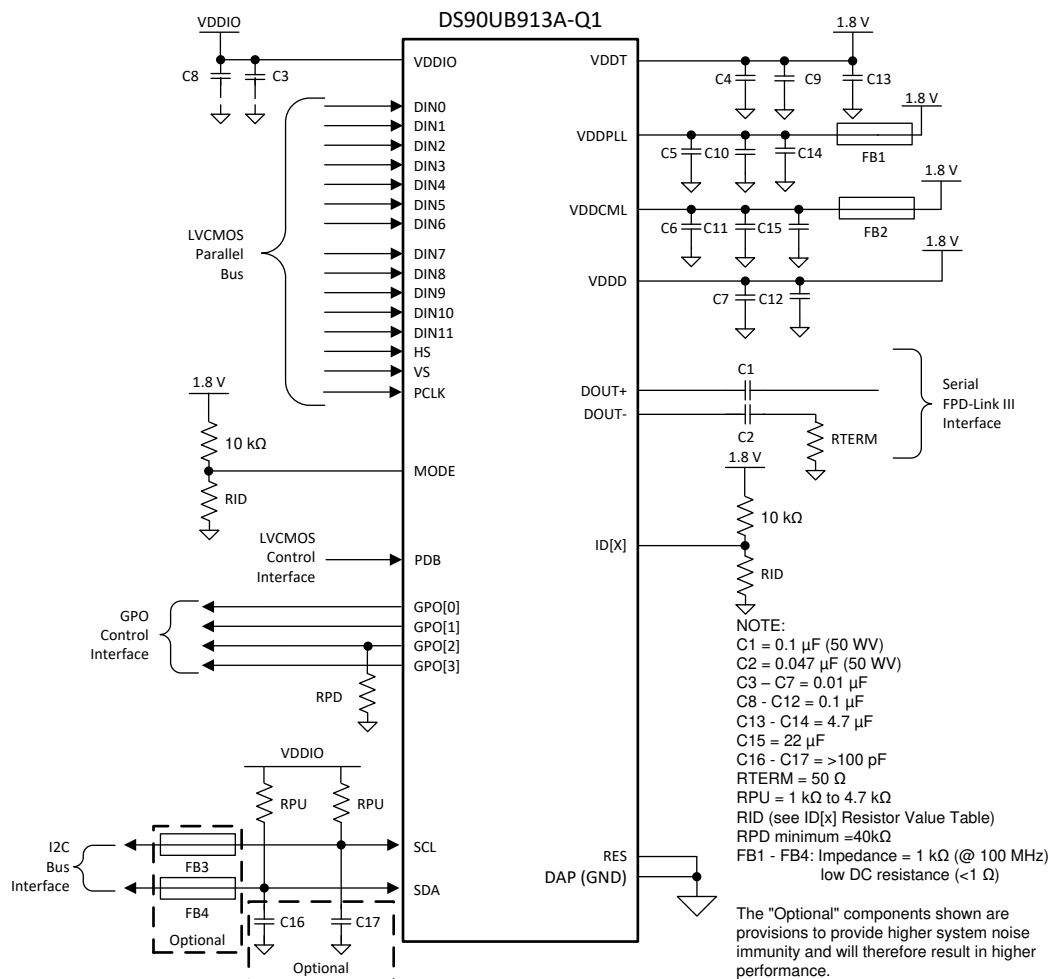 DS90UB913A-Q1
VDDIO
C8
C3
VDDIO
LVCMOS
Parallel
Bus
DIN0
DIN1
DIN2
DIN3
DIN4
DIN5
DIN6
DIN7
DIN8
DIN9
DIN10
DIN11
HS
VS
PCLK
1.8 V
10 kΩ
RID
MODE
LVCMOS
Control
Interface
PDB
GPO
Control
Interface
GPO[0]
GPO[1]
GPO[2]
GPO[3]
RPD
VDDIO
RPU
RPU
I2C
Bus
Interface
FB3
FB4
Optional
SCL
SDA
C16
C17
Optional
1.8 V
VDDT
C4
C9
C13
1.8 V
VDDPLL
C5
C10
C14
FB1
1.8 V
VDDCML
C6
C11
C15
FB2
1.8 V
VDDD
C7
C12
C1
DOUT+
DOUT-
C2
RTERM
Serial
FPD-Link III
Interface
1.8 V
10 kΩ
ID[X]
RID
RES
DAP (GND)
NOTE:
C1 = 0.1 µF (50 WV)
C2 = 0.047 µF (50 WV)
C3 – C7 = 0.01 µF
C8 - C12 = 0.1 µF
C13 - C14 = 4.7 µF
C15 = 22 µF
C16 - C17 = >100 pF
RTERM = 50 Ω
RPU = 1 kΩ to 4.7 kΩ
RID (see ID[x] Resistor Value Table)
RPD minimum =40kΩ
FB1 - FB4: Impedance = 1 kΩ (@ 100 MHz)
low DC resistance (<1 Ω)
The "Optional" components shown are
provisions to provide higher system noise
immunity and will therefore result in higher
performance.